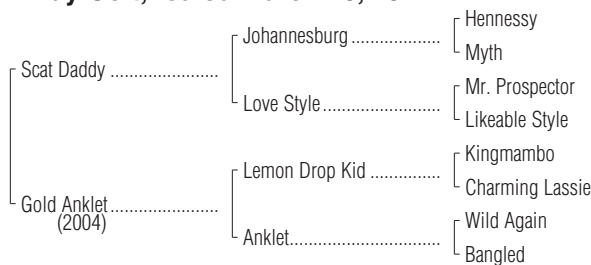 Hennessy
Johannesburg ....................
Myth
Scat Daddy ........................
Mr. Prospector
Love Style..........................
Likeable Style
Kingmambo
Lemon Drop Kid ................
Charming Lassie
Gold Anklet........................
(2004)
Wild Again
Anklet.................................
Bangled